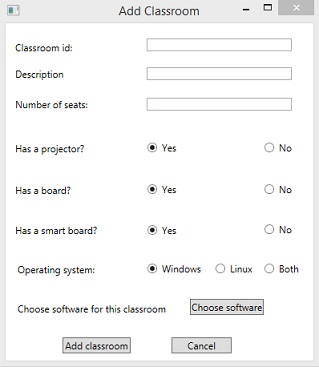 Add Classroom
Classroom id:
Description
Number of seats:
Has a projector? Yes No
Has a board? Yes No
Has a smart board? Yes No
Operating system: Windows Linux Both
Choose software for this classroom Choose software
Add classroom Cancel